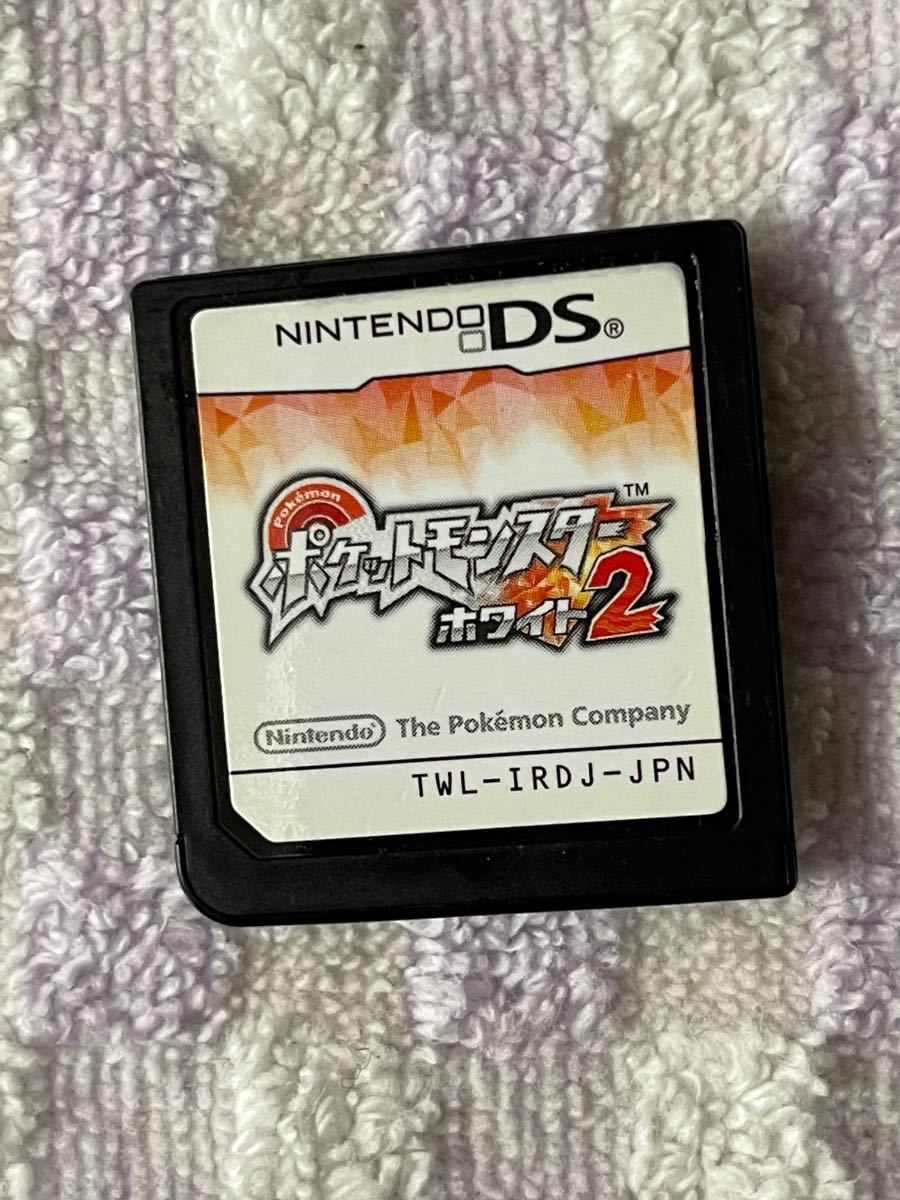 NINTENDO DS®
Pokémon
ポケットモンスター™
ホワイト2
Nintendo® The Pokémon Company
TWL-IRDJ-JPN